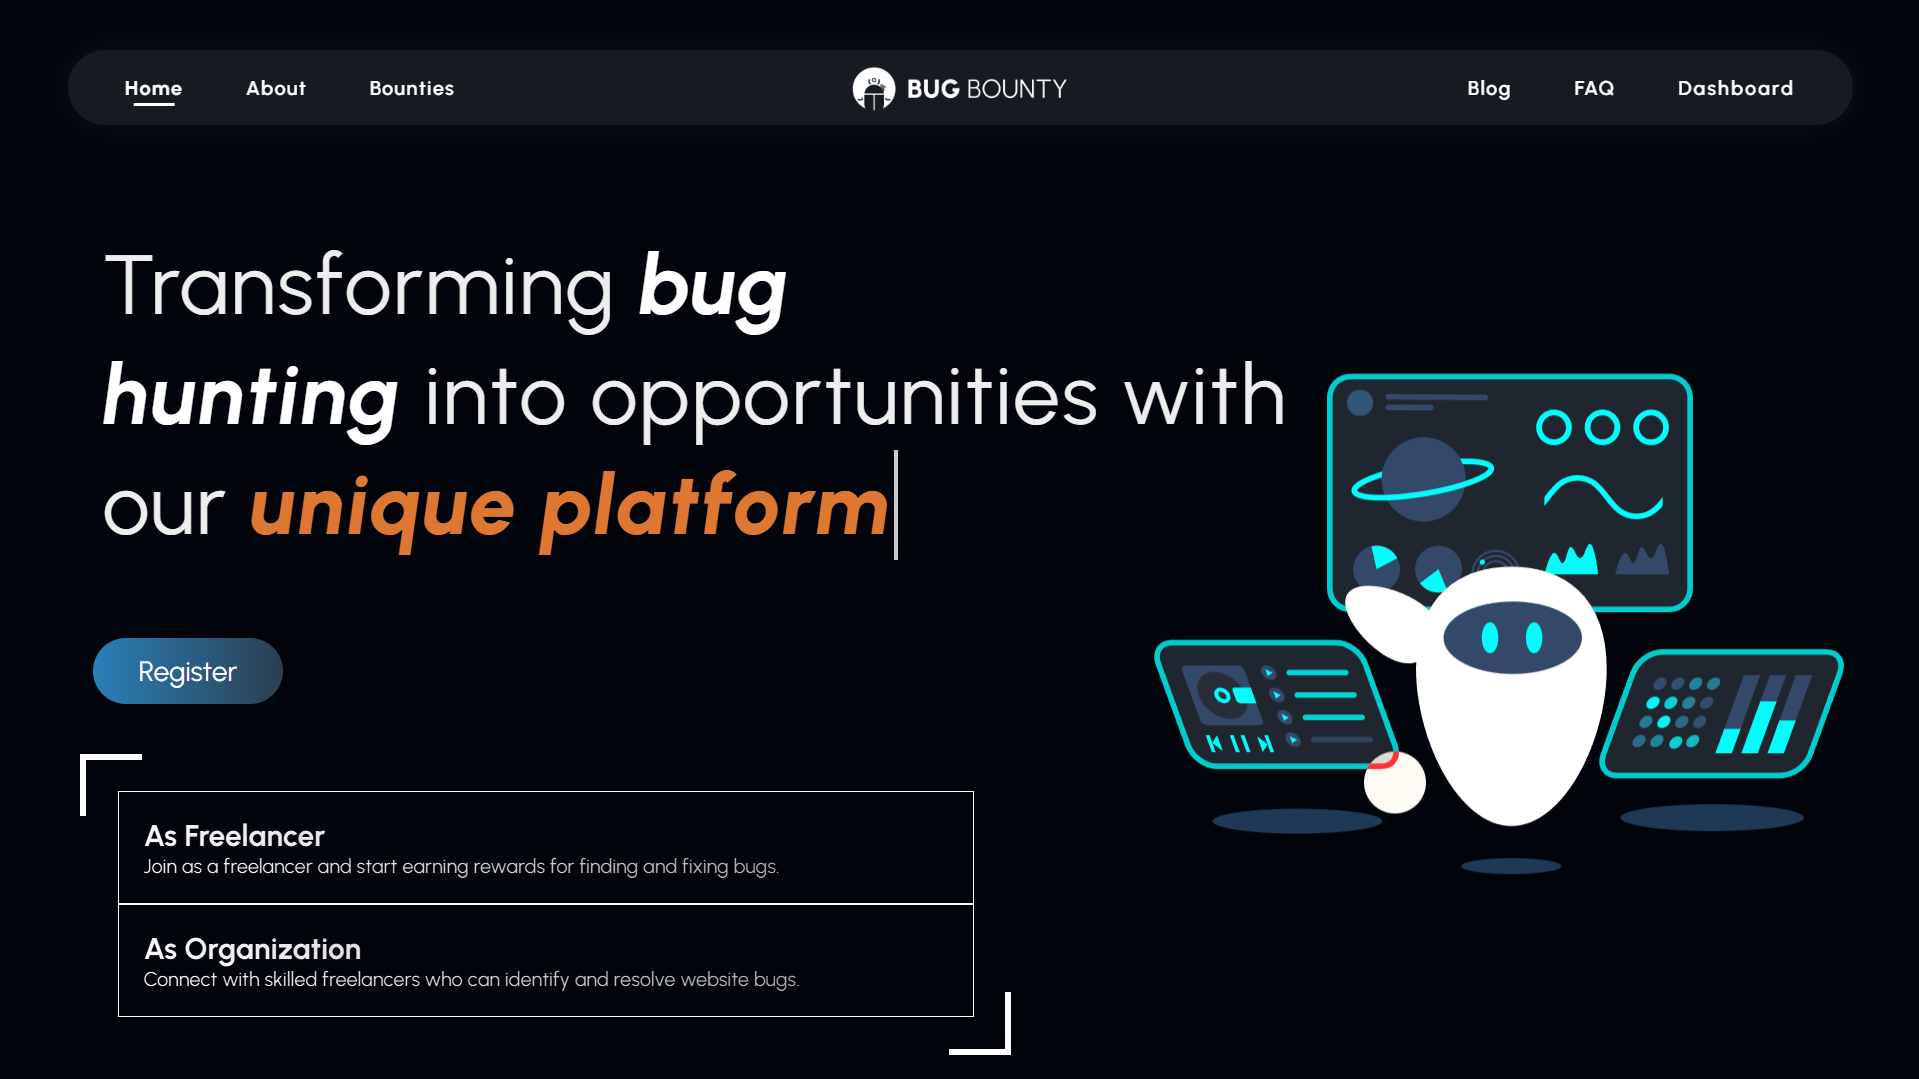 Home About Bounties BUG BOUNTY Blog FAQ Dashboard
Transforming bug
hunting into opportunities with
our unique platform
Register
As Freelancer
Join as a freelancer and start earning rewards for finding and fixing bugs.
As Organization
Connect with skilled freelancers who can identify and resolve website bugs.